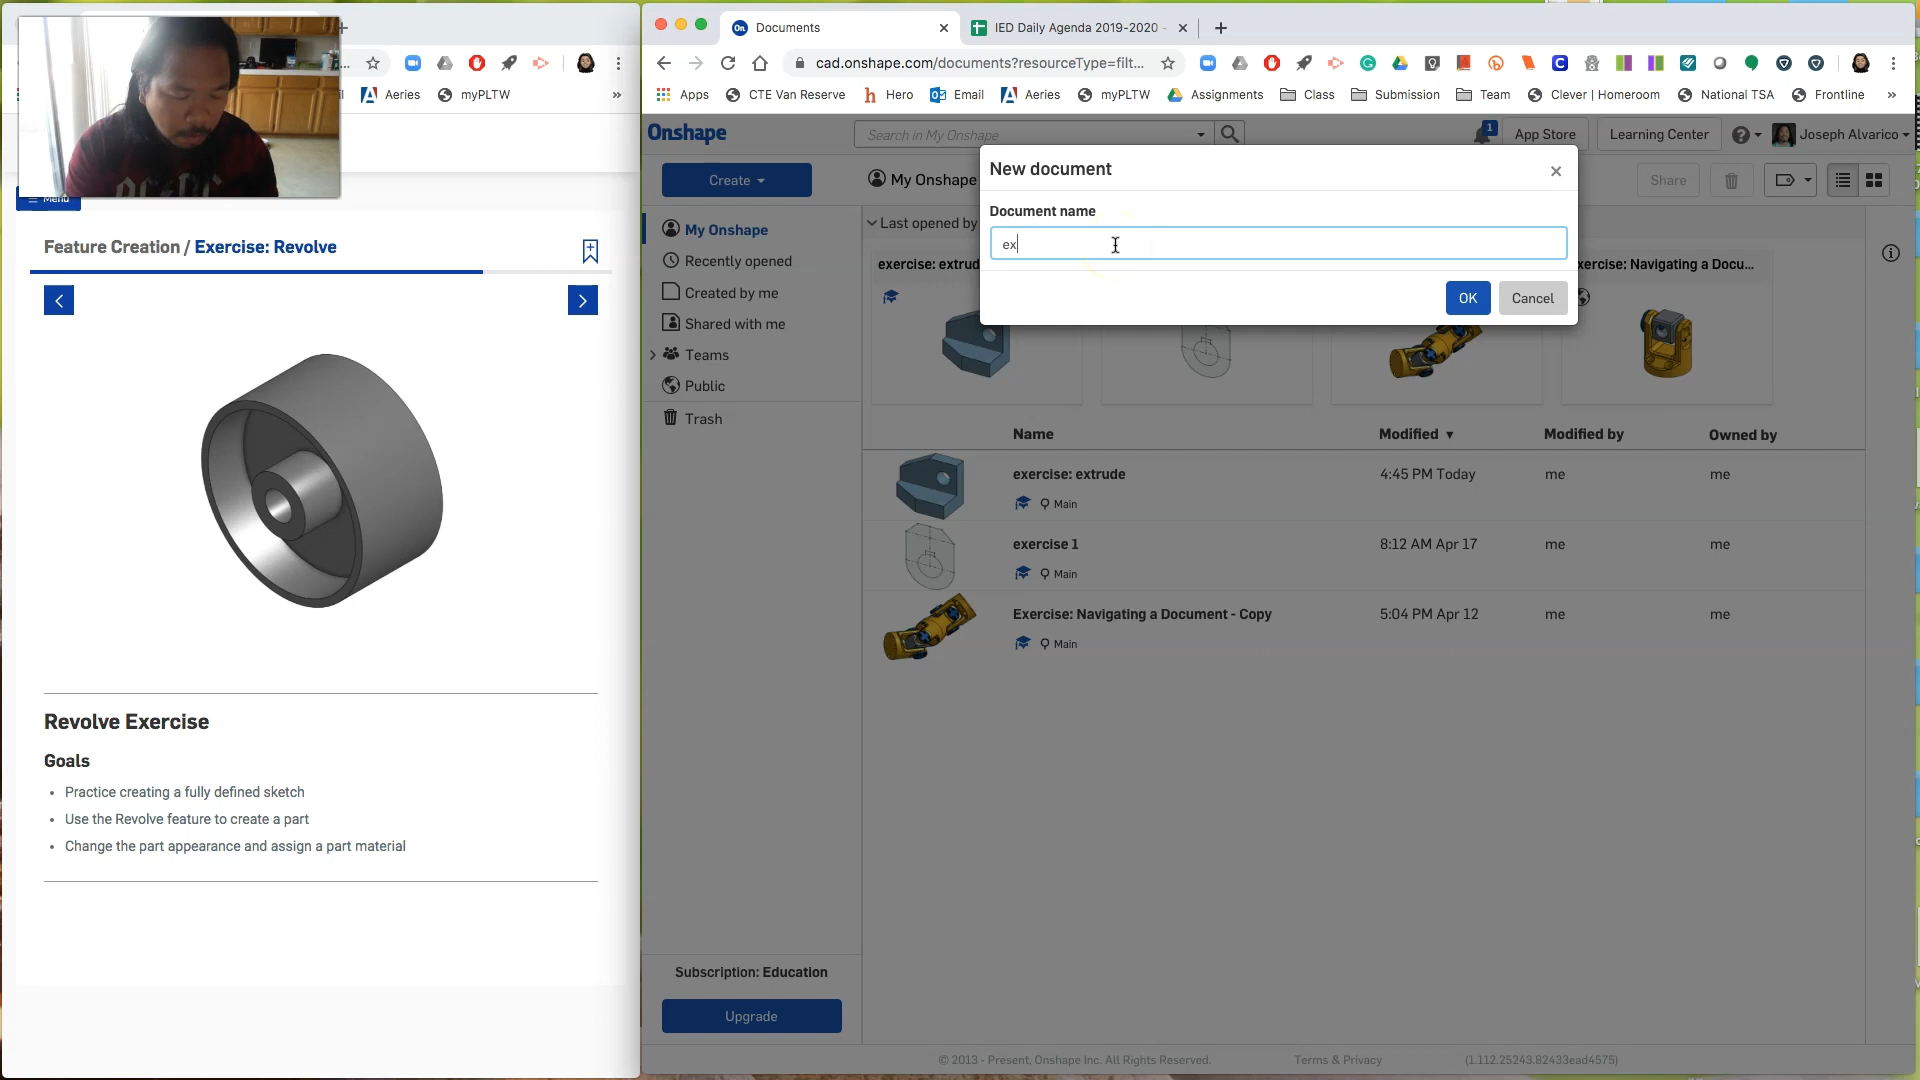 Documents
IED Daily Agenda 2019-2020 -
cad.onshape.com/documents?resourceType=filt...
Aeries
myPLTW
»
Apps
CTE Van Reserve
Hero
Email
Aeries
myPLTW
Assignments
Class
Submission
Team
Clever | Homeroom
National TSA
Frontline
»
Menu
Feature Creation / Exercise: Revolve
Revolve Exercise
Goals
• Practice creating a fully defined sketch
• Use the Revolve feature to create a part
• Change the part appearance and assign a part material
Onshape
Search in My Onshape
1
App Store
Learning Center
Joseph Alvarico
Create
My Onshape
Share
New document
Document name
ex
OK
Cancel
My Onshape
Recently opened
Created by me
Shared with me
Teams
Public
Trash
Last opened by
exercise: extrud
xercise: Navigating a Docu...
Name
Modified ▼
Modified by
Owned by
exercise: extrude
4:45 PM Today
me
me
Main
exercise 1
8:12 AM Apr 17
me
me
Main
Exercise: Navigating a Document - Copy
5:04 PM Apr 12
me
me
Main
Subscription: Education
Upgrade
© 2013 - Present, Onshape Inc. All Rights Reserved.
Terms & Privacy
(1.112.25243.82433ead4575)